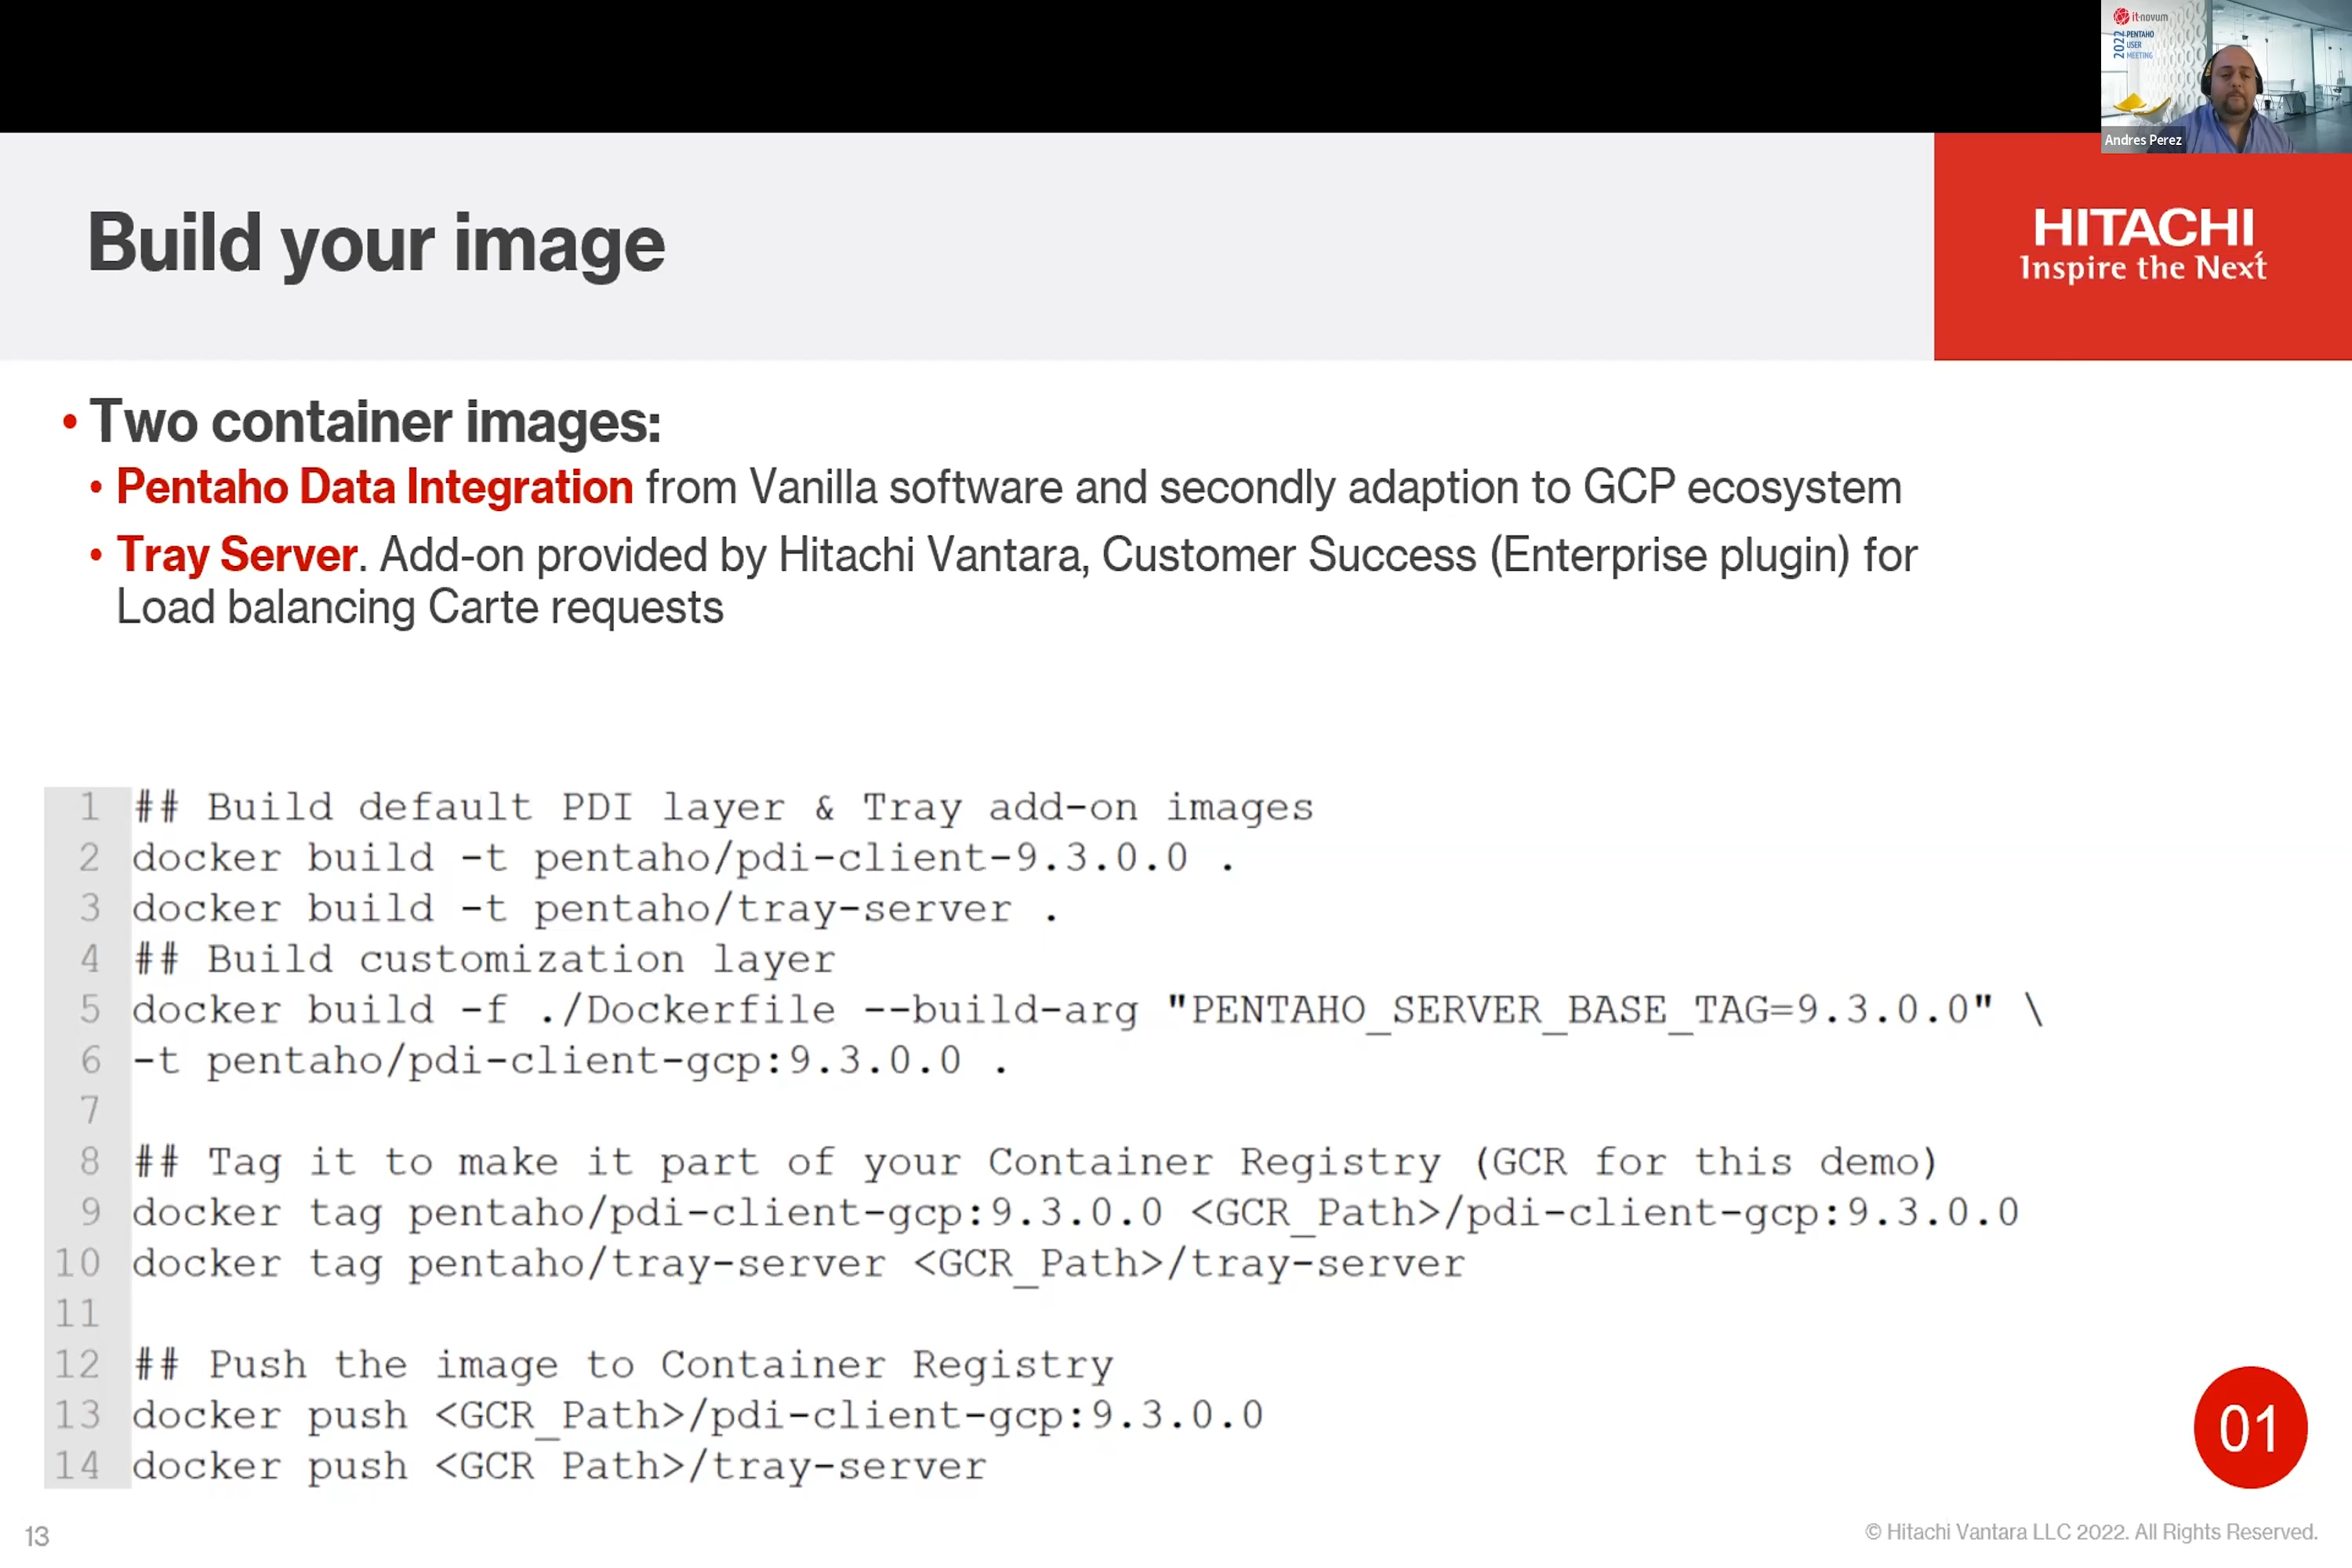 it-novum
2022 PENTAHO
USER
MEETING
Andres Perez
Build your image
HITACHI
Inspire the Next
• Two container images:
• Pentaho Data Integration from Vanilla software and secondly adaption to GCP ecosystem
• Tray Server. Add-on provided by Hitachi Vantara, Customer Success (Enterprise plugin) for
Load balancing Carte requests
1 ## Build default PDI layer & Tray add-on images
2 docker build -t pentaho/pdi-client-9.3.0.0 .
3 docker build -t pentaho/tray-server .
4 ## Build customization layer
5 docker build -f ./Dockerfile --build-arg "PENTAHO_SERVER_BASE_TAG=9.3.0.0" \
6 -t pentaho/pdi-client-gcp:9.3.0.0 .
7
8 ## Tag it to make it part of your Container Registry (GCR for this demo)
9 docker tag pentaho/pdi-client-gcp:9.3.0.0 <GCR_Path>/pdi-client-gcp:9.3.0.0
10 docker tag pentaho/tray-server <GCR_Path>/tray-server
11
12 ## Push the image to Container Registry
13 docker push <GCR_Path>/pdi-client-gcp:9.3.0.0
14 docker push <GCR Path>/tray-server
01
13
© Hitachi Vantara LLC 2022. All Rights Reserved.